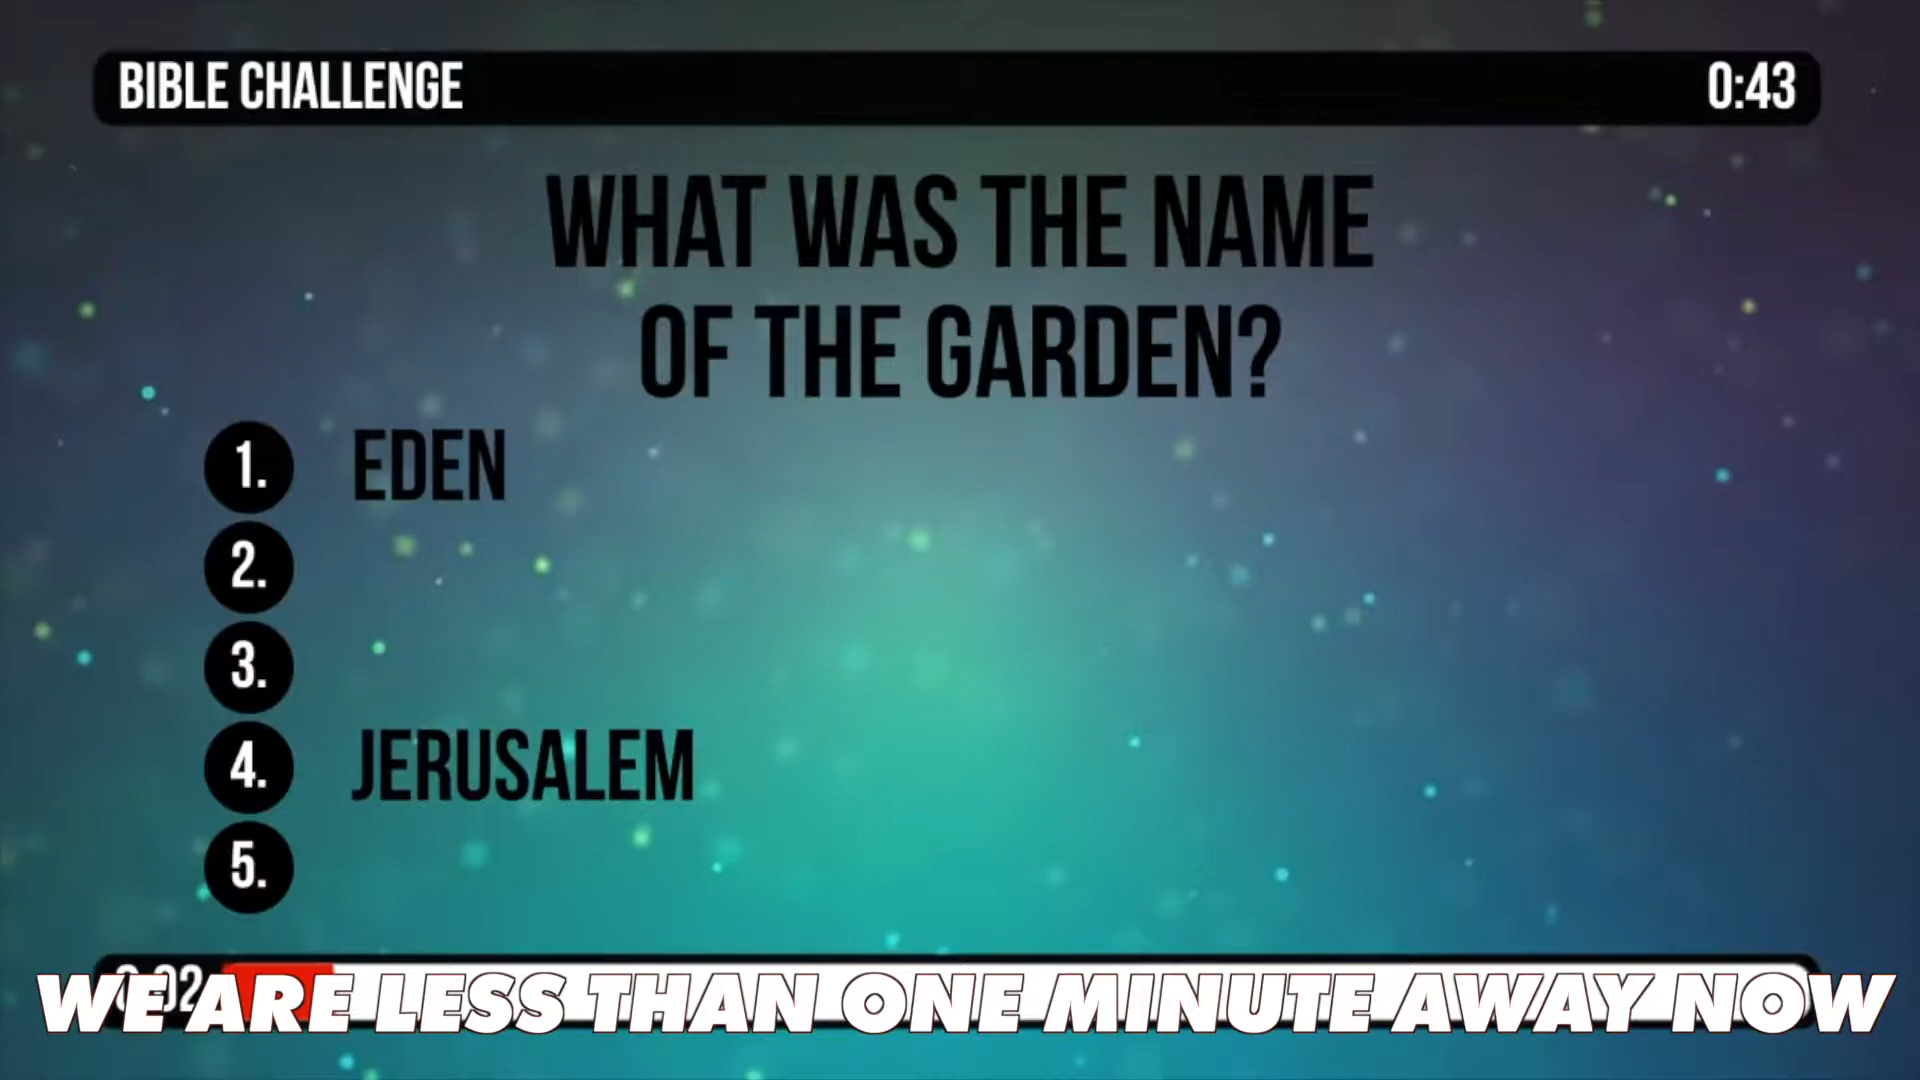 BIBLE CHALLENGE 0:43
WHAT WAS THE NAME
OF THE GARDEN?
1. EDEN
2.
3.
4. JERUSALEM
5.
WE ARE LESS THAN ONE MINUTE AWAY NOW